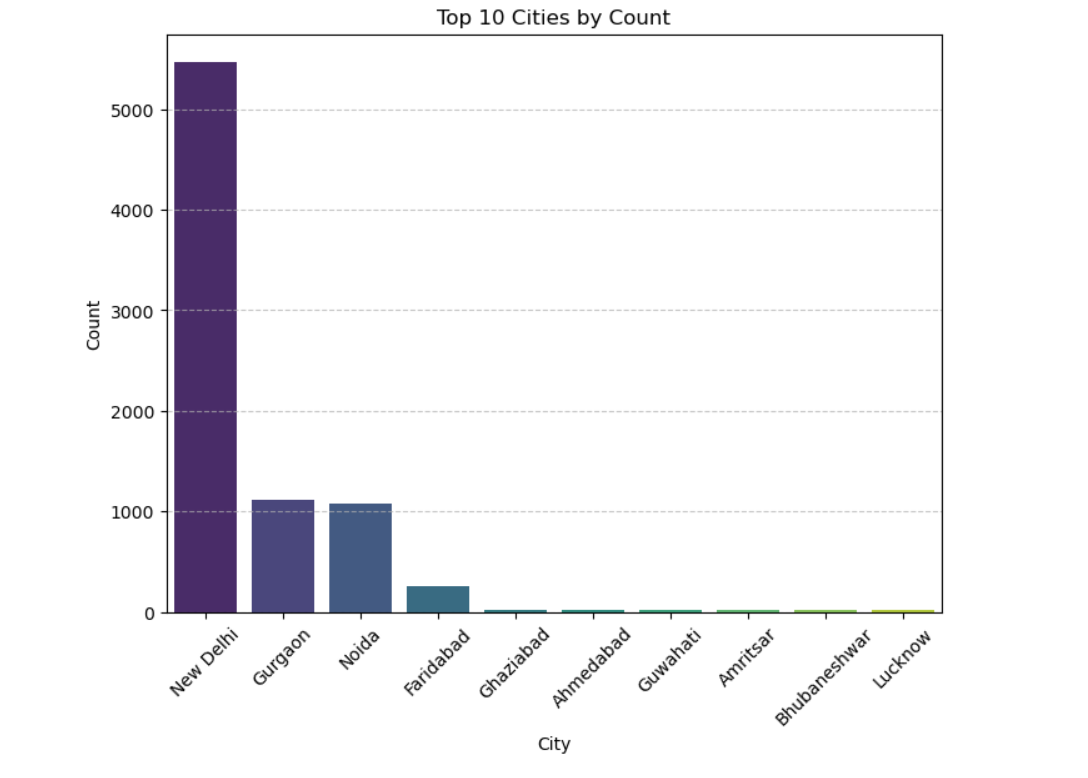 Top 10 Cities by Count
Count
5000
4000
3000
2000
1000
0
New Delhi
Gurgaon
Noida
Faridabad
Ghaziabad
Ahmedabad
Guwahati
Amritsar
Bhubaneshwar
Lucknow
City